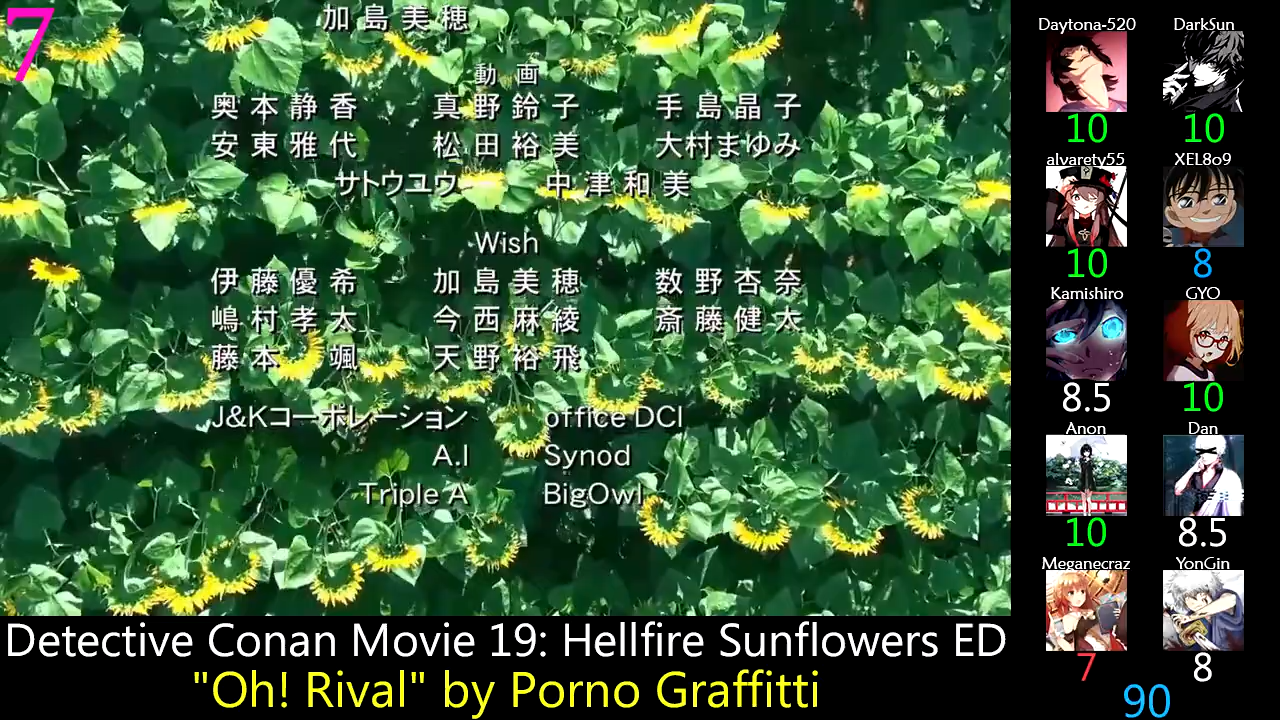 7
加島美穂
動画
奥本静香 真野鈴子 手島晶子
安東雅代 松田裕美 大村まゆみ
サトウユウ 中津和美
Wish
伊藤優希 加島美穂 数野杏奈
嶋村孝太 今西麻綾 斎藤健太
藤本颯 天野裕飛
J&Kコーポレーション office DCI
A.I Synod
Triple A BigOwl
Detective Conan Movie 19: Hellfire Sunflowers ED
"Oh! Rival" by Porno Graffitti
Daytona-520 DarkSun
10 10
alvarety55 XEL8o9
10 8
Kamishiro GYO
8.5 10
Anon Dan
10 8.5
Meganecraz YonGin
7 8
90